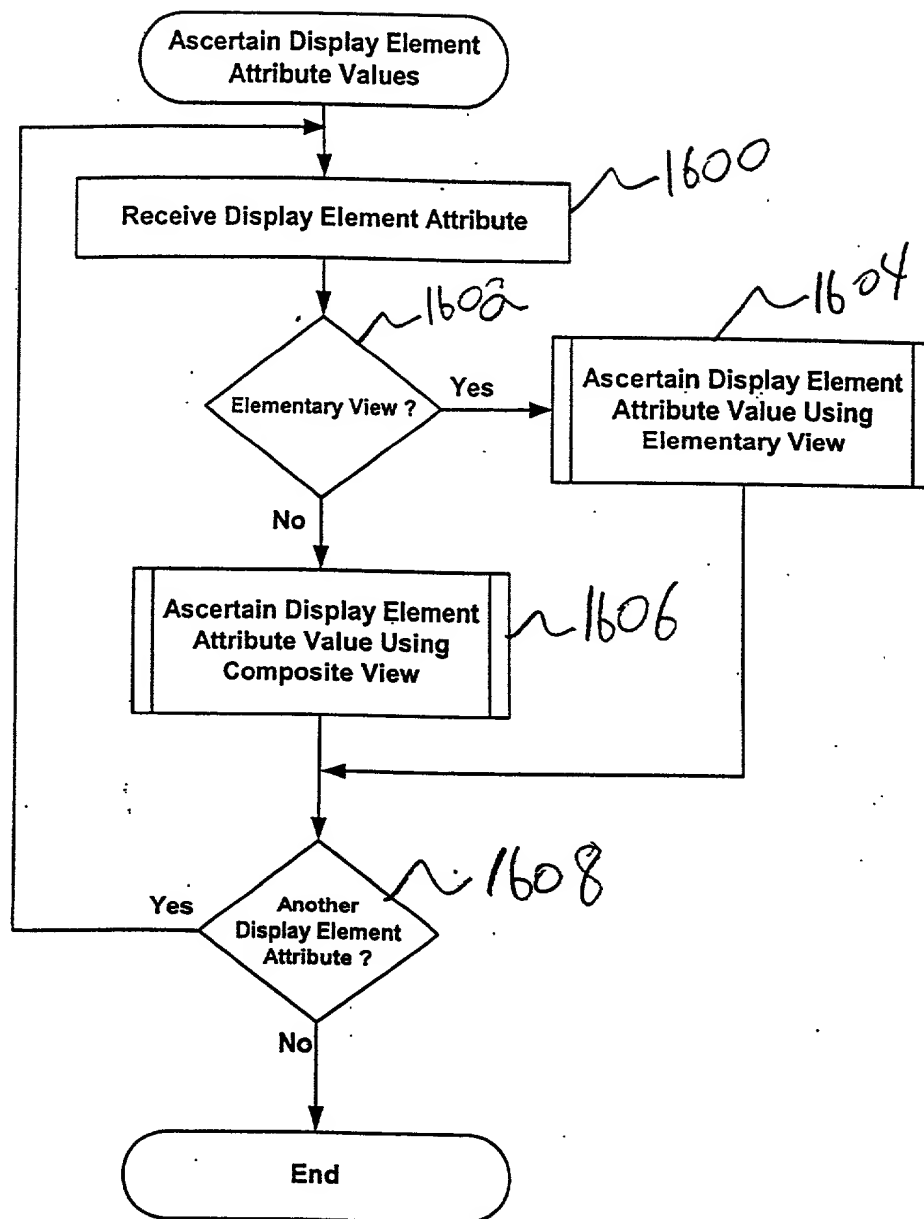 Ascertain Display Element
Attribute Values
1600
Receive Display Element Attribute
1602
1604
Elementary View ?
Yes
Ascertain Display Element
Attribute Value Using
Elementary View
No
Ascertain Display Element
Attribute Value Using
Composite View
1606
1608
Yes
Another
Display Element
Attribute ?
No
End